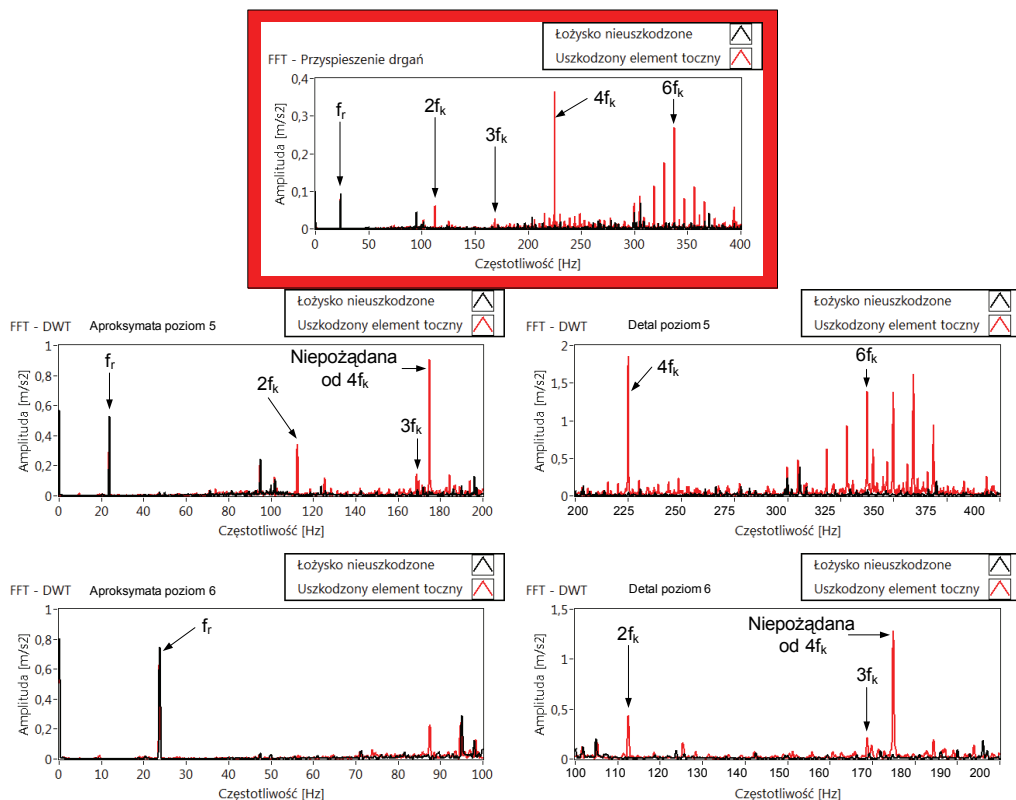 Łożysko nieuszkodzone
Uszkodzony element toczny
FFT - Przyspieszenie drgań
Amplituda [m/s2]
0,4
0,3
0,2
0,1
0
fr
2fk
3fk
4fk
6fk
0 50 100 150 200 250 300 350 400
Częstotliwość [Hz]
Łożysko nieuszkodzone
Uszkodzony element toczny
FFT - DWT Aproksymata poziom 5
Amplituda [m/s2]
1
0,8
0,6
0,4
0,2
0
fr
2fk
Niepożądana
od 4fk
3fk
0 20 40 60 80 100 120 140 160 180 200
Częstotliwość [Hz]
Łożysko nieuszkodzone
Uszkodzony element toczny
FFT - DWT Detal poziom 5
Amplituda [m/s2]
2
1,5
1
0,5
0
4fk
6fk
200 225 250 275 300 325 350 375 400
Częstotliwość [Hz]
Łożysko nieuszkodzone
Uszkodzony element toczny
FFT - DWT Aproksymata poziom 6
Amplituda [m/s2]
1
0,8
0,6
0,4
0,2
0
fr
0 10 20 30 40 50 60 70 80 90 100
Częstotliwość [Hz]
Łożysko nieuszkodzone
Uszkodzony element toczny
FFT - DWT Detal poziom 6
Amplituda [m/s2]
1,5
1
0,5
0
2fk
Niepożądana
od 4fk
3fk
100 110 120 130 140 150 160 170 180 190 200
Częstotliwość [Hz]